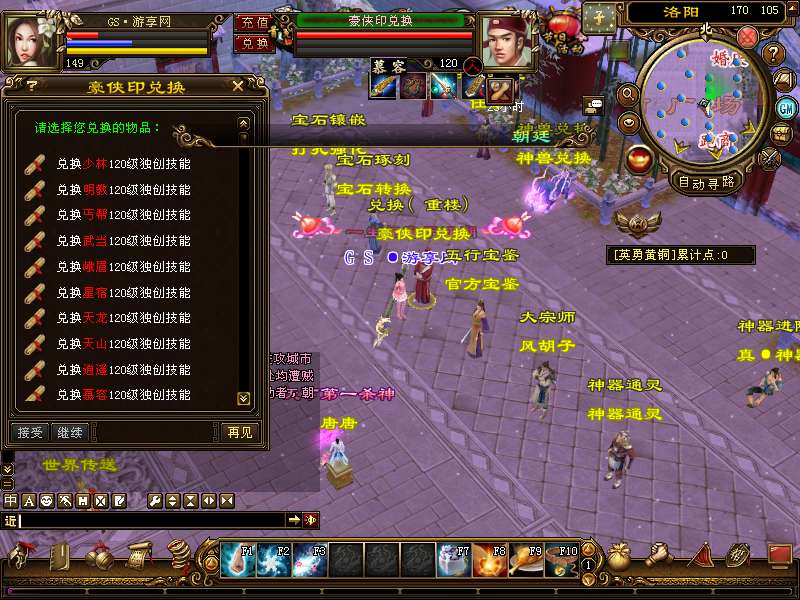 GS·游享网
149
充值
兑换
豪侠印兑换
120
慕容
洛阳
170 105
北
GM
自动寻路
[英勇黄铜]累计点:0
豪侠印兑换
请选择您兑换的物品:
兑换少林120级独创技能
兑换明教120级独创技能
兑换丐帮120级独创技能
兑换武当120级独创技能
兑换峨眉120级独创技能
兑换星宿120级独创技能
兑换天龙120级独创技能
兑换天山120级独创技能
兑换逍遥120级独创技能
兑换慕容120级独创技能
接受
继续
再见
宝石镶嵌
宝石琢刻
宝石转换
兑换(重楼)
豪侠印兑换
GS
五行宝鉴
官方宝鉴
朝廷
神兽兑换
大宗师
风胡子
神器通灵
神器通灵
第一杀神
唐唐
世界传送
中 A
近
F1 F2 F3 F7 F8 F9 F10
1